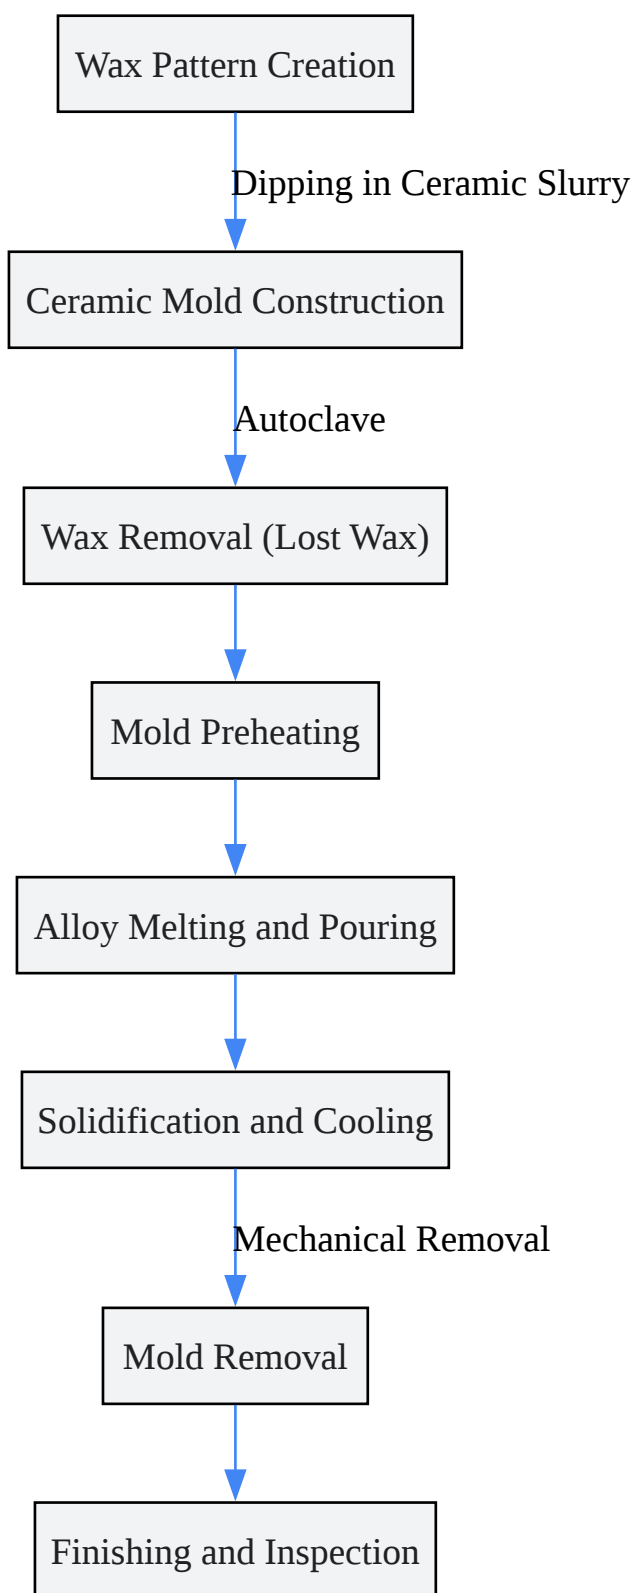 Wax Pattern Creation
Dipping in Ceramic Slurry
Ceramic Mold Construction
Autoclave
Wax Removal (Lost Wax)
Mold Preheating
Alloy Melting and Pouring
Solidification and Cooling
Mechanical Removal
Mold Removal
Finishing and Inspection